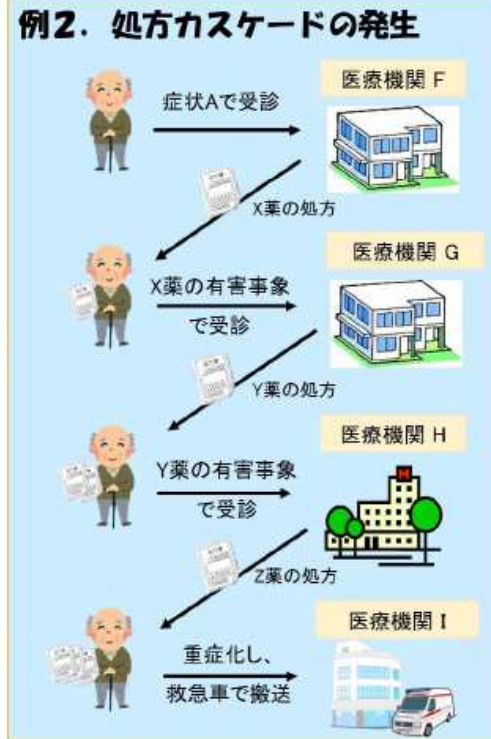 例2．処方カスケードの発生
医療機関 F
症状Aで受診
X薬の処方
医療機関 G
X薬の有害事象
で受診
Y薬の処方
医療機関 H
Y薬の有害事象
で受診
H
Z薬の処方
医療機関 I
重症化し、
救急車で搬送